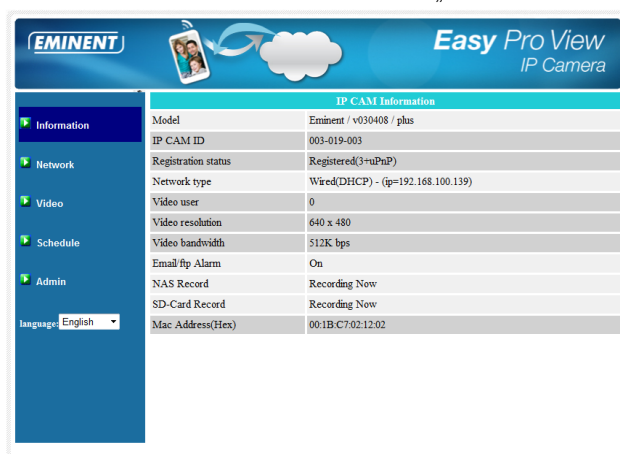 EMINENT
Easy Pro View
IP Camera
IP CAM Information
Information
Network
Video
Schedule
Admin
language: English
Model Eminent / v030408 / plus
IP CAM ID 003-019-003
Registration status Registered(3+uPnP)
Network type Wired(DHCP) - (ip=192.168.100.139)
Video user 0
Video resolution 640 x 480
Video bandwidth 512K bps
Email/ftp Alarm On
NAS Record Recording Now
SD-Card Record Recording Now
Mac Address(Hex) 00:1B:C7:02:12:02